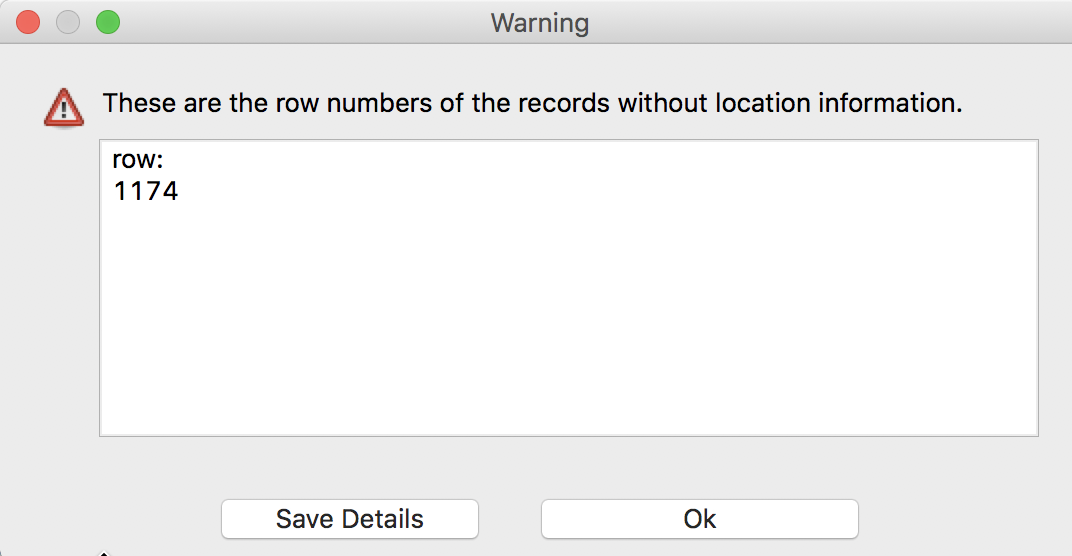 Warning
These are the row numbers of the records without location information.
row:
1174
Save Details
Ok